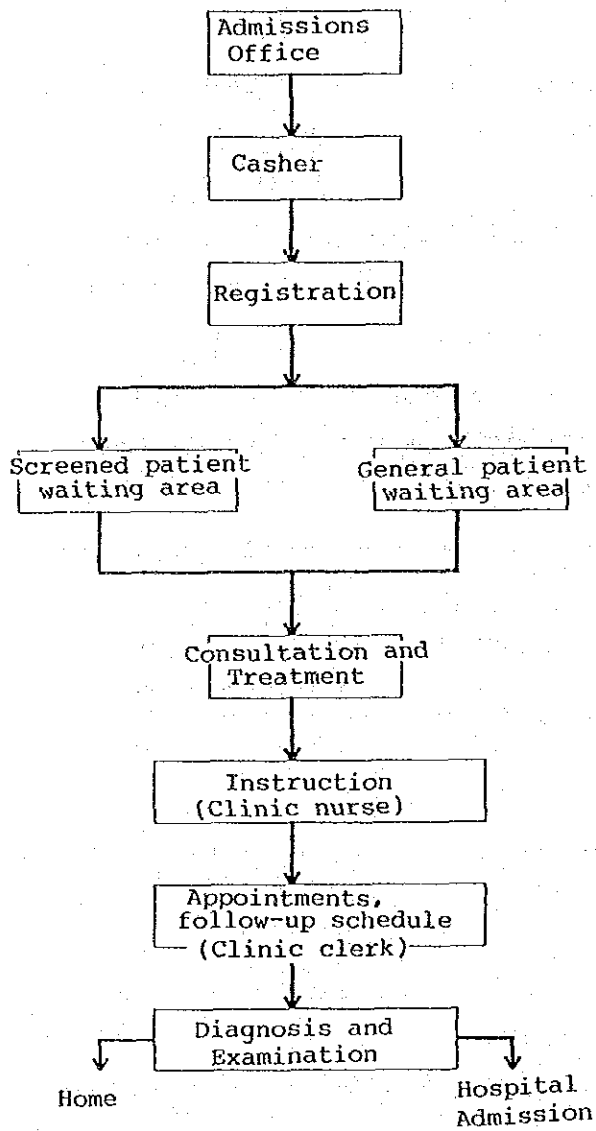 Admissions
Office
Casher
Registration
Screened patient
waiting area
General patient
waiting area
Consultation and
Treatment
Instruction
(Clinic nurse)
Appointments,
follow-up schedule
(Clinic clerk)
Diagnosis and
Examination
Home
Hospital
Admission